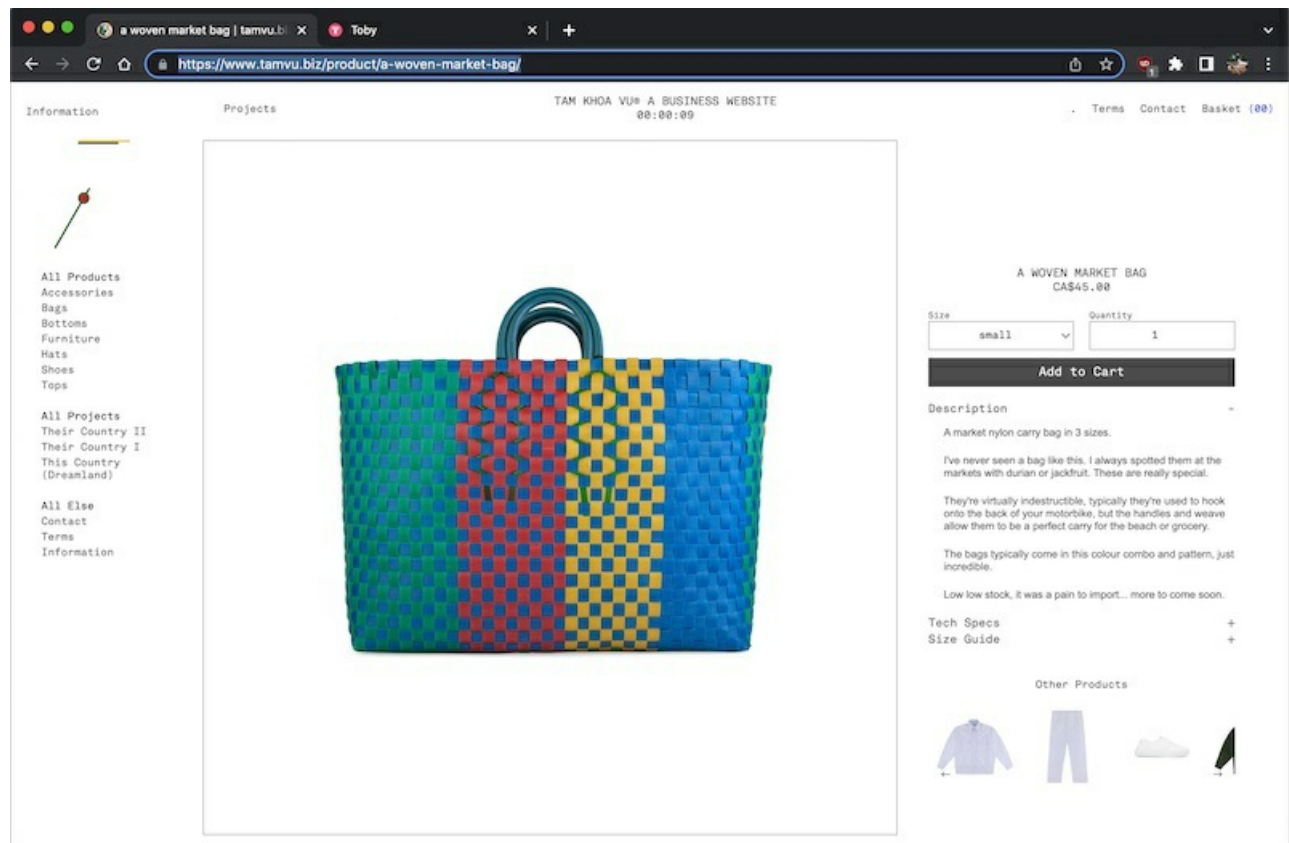 a woven market bag | tamvu.bi
Toby
https://www.tamvu.biz/product/a-woven-market-bag/
1
Information
Projects
TAM KHOA VU® A BUSINESS WEBSITE
00:00:09
. Terms Contact Basket (00)
All Products
Accessories
Bags
Bottoms
Furniture
Hats
Shoes
Tops
All Projects
Their Country II
Their Country I
This Country
(Dreamland)
All Else
Contact
Terms
Information
A WOVEN MARKET BAG
CA$45.00
Size
Quantity
small
1
Add to Cart
Description -
A market nylon carry bag in 3 sizes.
I've never seen a bag like this. I always spotted them at the
markets with durian or jackfruit. These are really special.
They're virtually indestructible, typically they're used to hook
onto the back of your motorbike, but the handles and weave
allow them to be a perfect carry for the beach or grocery.
The bags typically come in this colour combo and pattern, just
incredible.
Low low stock, it was a pain to import... more to come soon.
Tech Specs +
Size Guide +
Other Products